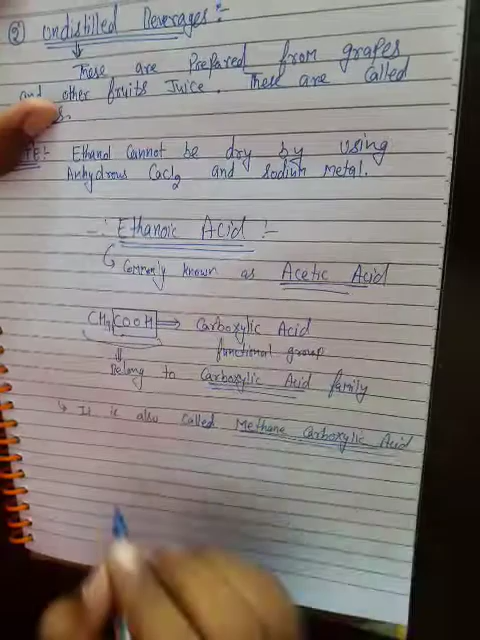 ② Undistilled Beverages:-
These are Prepared from grapes
and other fruits Juice. These are Called
s.
TE:- Ethanol Cannot be dry by using
Anhydrous CaCl2 and Sodium Metal.
-: Ethanoic Acid :-
Commonly known as Acetic Acid
CH3 COOH ⇒ Carboxylic Acid
functional group
Belong to Carboxylic Acid family
It is also called Methane Carboxylic Acid